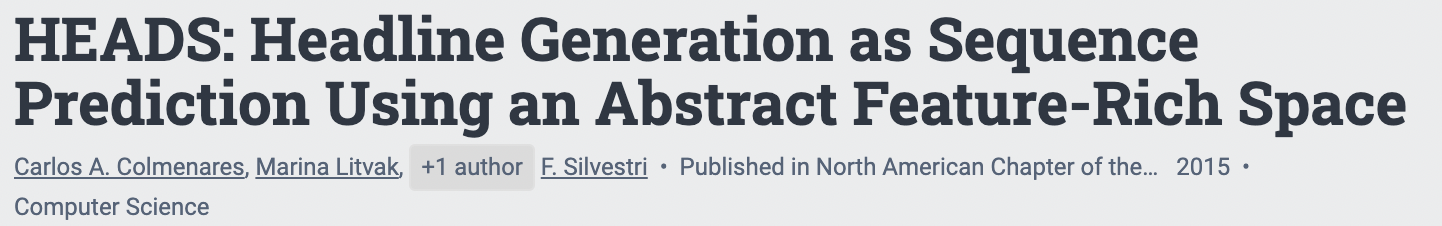 HEADS: Headline Generation as Sequence
Prediction Using an Abstract Feature-Rich Space
Carlos A. Colmenares, Marina Litvak, +1 author F. Silvestri • Published in North American Chapter of the… 2015 •
Computer Science